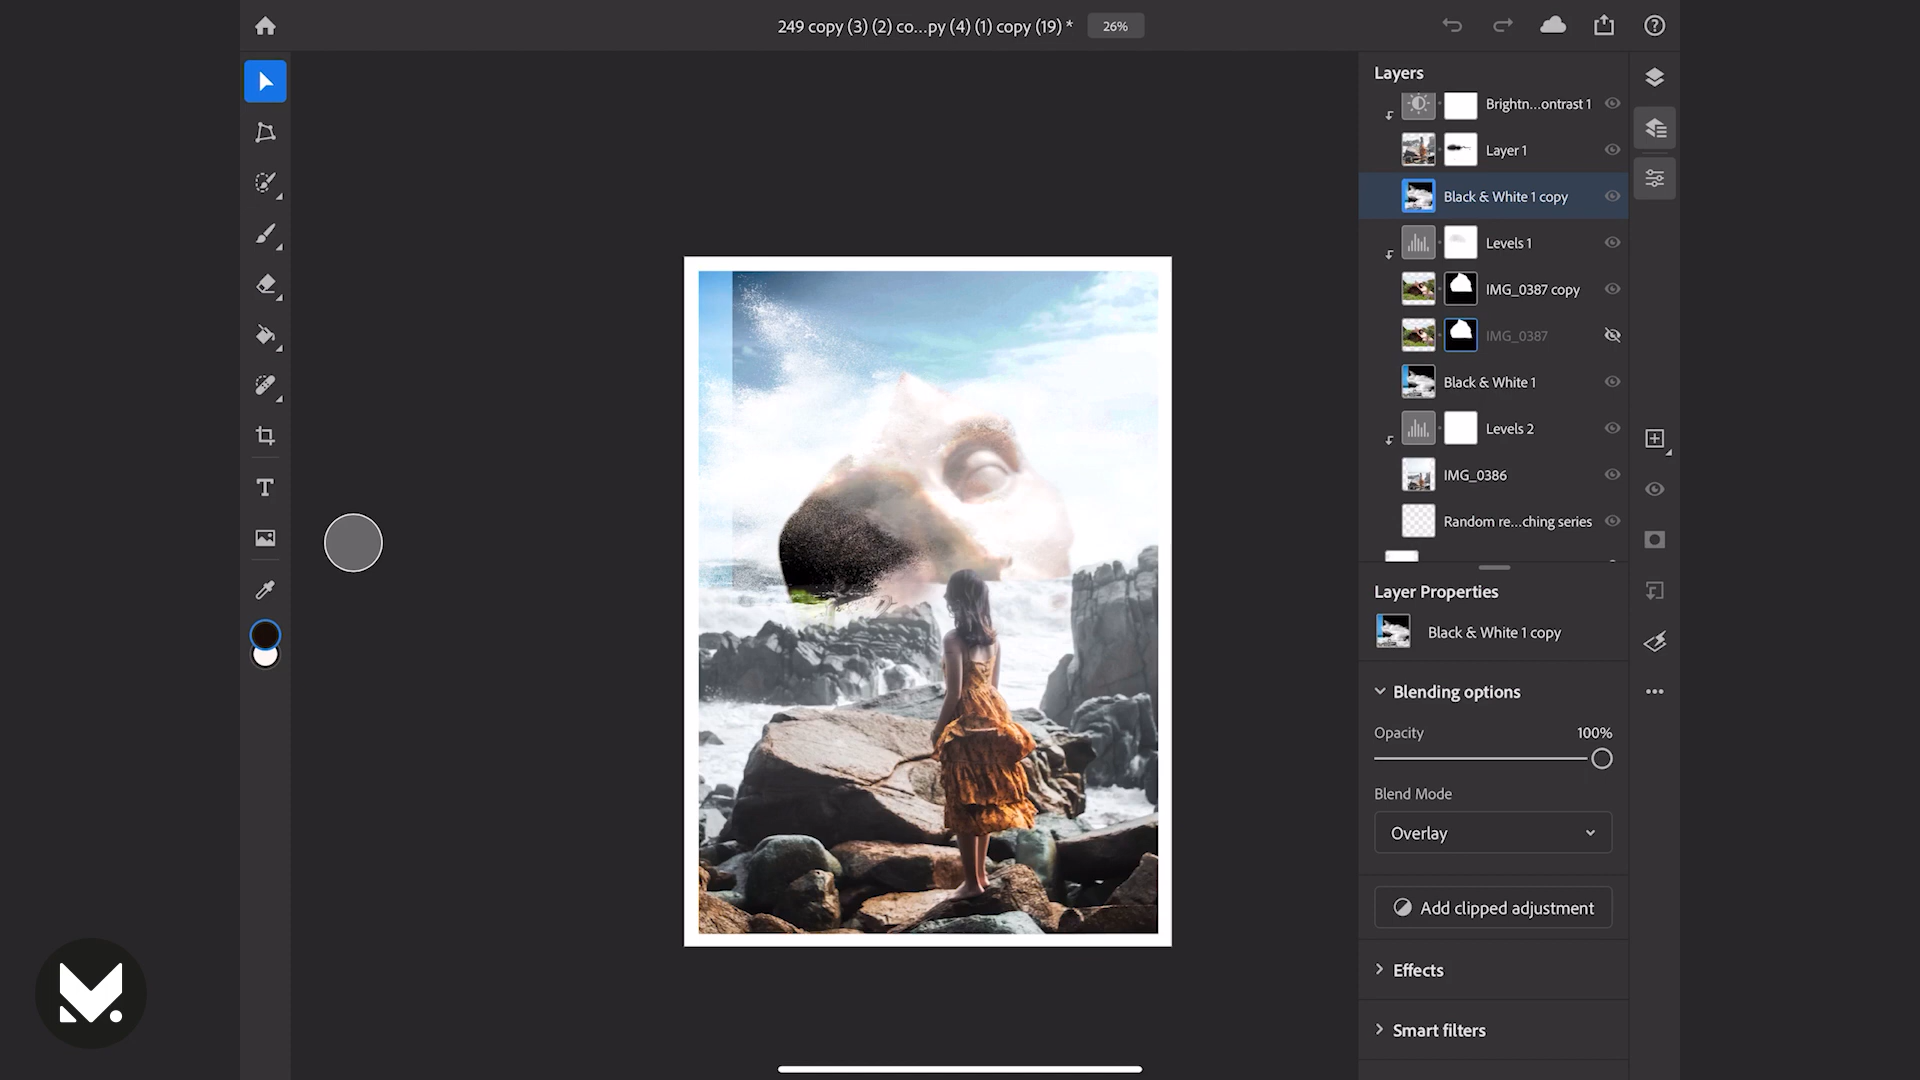 249 copy (3) (2) co...py (4) (1) copy (19) *
26%
Layers
Brightn...ontrast 1
Layer 1
Black & White 1 copy
Levels 1
IMG_0387 copy
IMG_0387
Black & White 1
Levels 2
IMG_0386
Random re...ching series
Layer Properties
Black & White 1 copy
Blending options
Opacity
100%
Blend Mode
Overlay
Add clipped adjustment
Effects
Smart filters